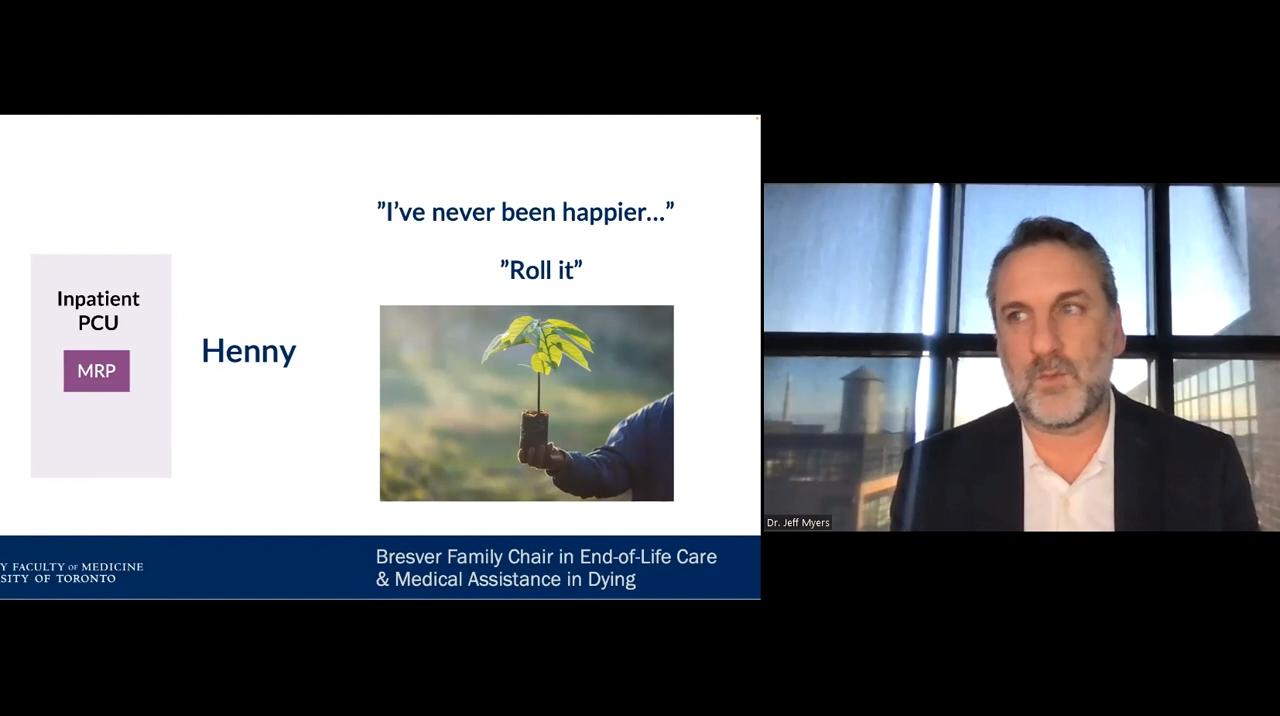 ”I’ve never been happier...”
”Roll it”
Inpatient
PCU
MRP
Henny
Y FACULTY OF MEDICINE
SITY OF TORONTO
Bresver Family Chair in End-of-Life Care
& Medical Assistance in Dying
Dr. Jeff Myers